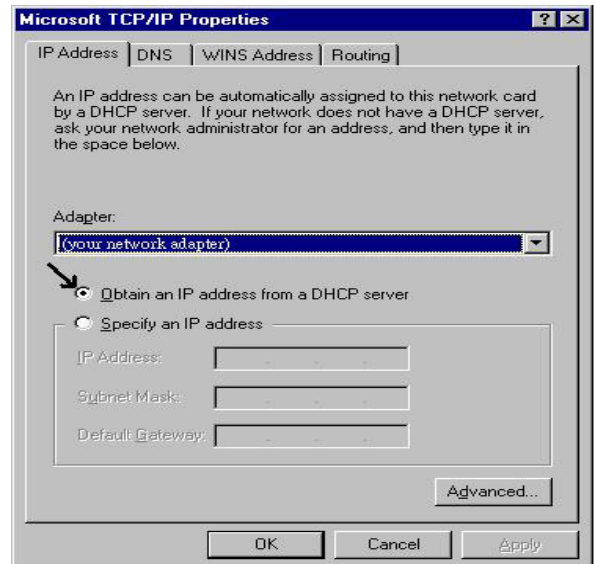 Microsoft TCP/IP Properties
? X
IP Address DNS WINS Address Routing
An IP address can be automatically assigned to this network card
by a DHCP server. If your network does not have a DHCP server,
ask your network administrator for an address, and then type it in
the space below.
Adapter:
(your network adapter)
Obtain an IP address from a DHCP server
Specify an IP address
IP Address:
Subnet Mask:
Default Gateway:
Advanced...
OK Cancel Apply